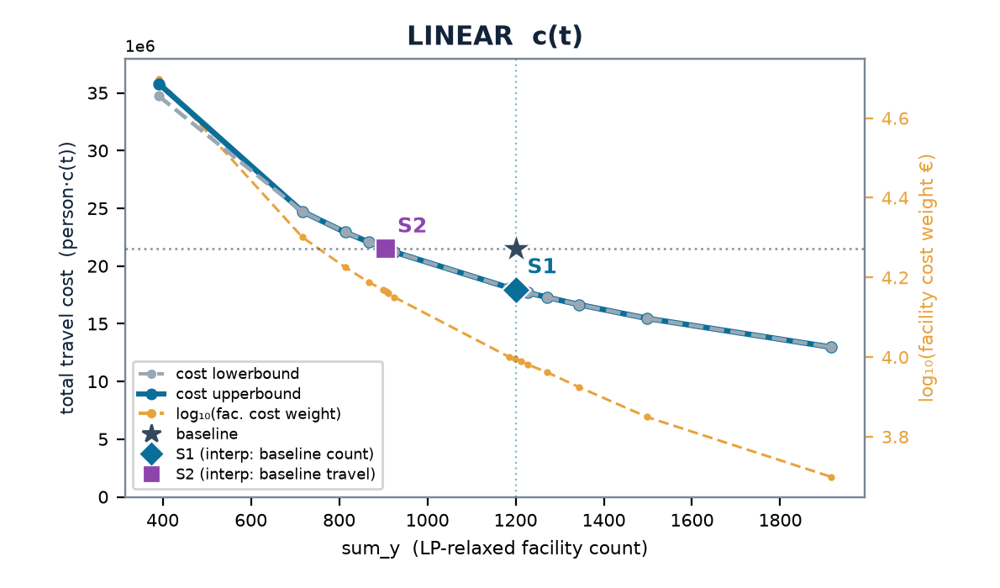 LINEAR c(t)
1e6
35
30
25
20
15
10
5
0
total travel cost (person·c(t))
4.6
4.4
4.2
4.0
3.8
log₁₀(facility cost weight €)
S2
S1
cost lowerbound
cost upperbound
log₁₀(fac. cost weight)
baseline
S1 (interp: baseline count)
S2 (interp: baseline travel)
400 600 800 1000 1200 1400 1600 1800
sum_y (LP-relaxed facility count)